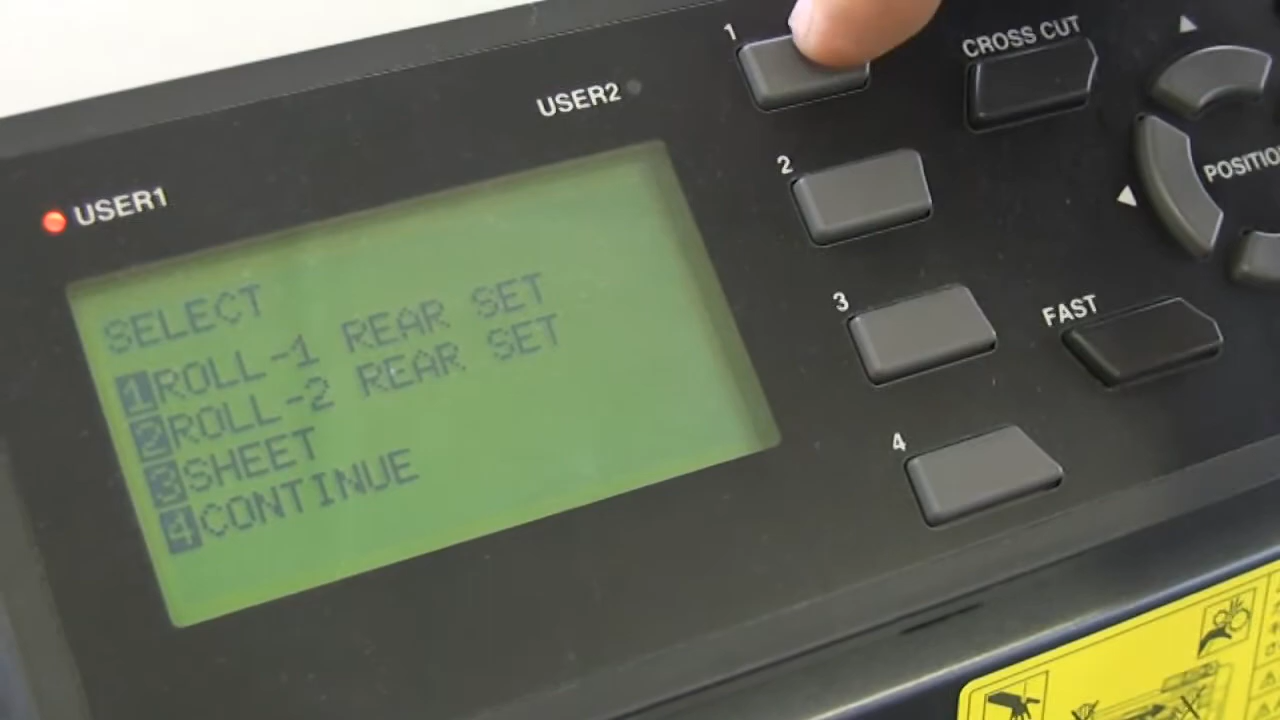 1
CROSS CUT
USER2
2
POSITIO
USER1
SELECT
1 ROLL-1 REAR SET
2 ROLL-2 REAR SET
3 SHEET
4 CONTINUE
3
FAST
4